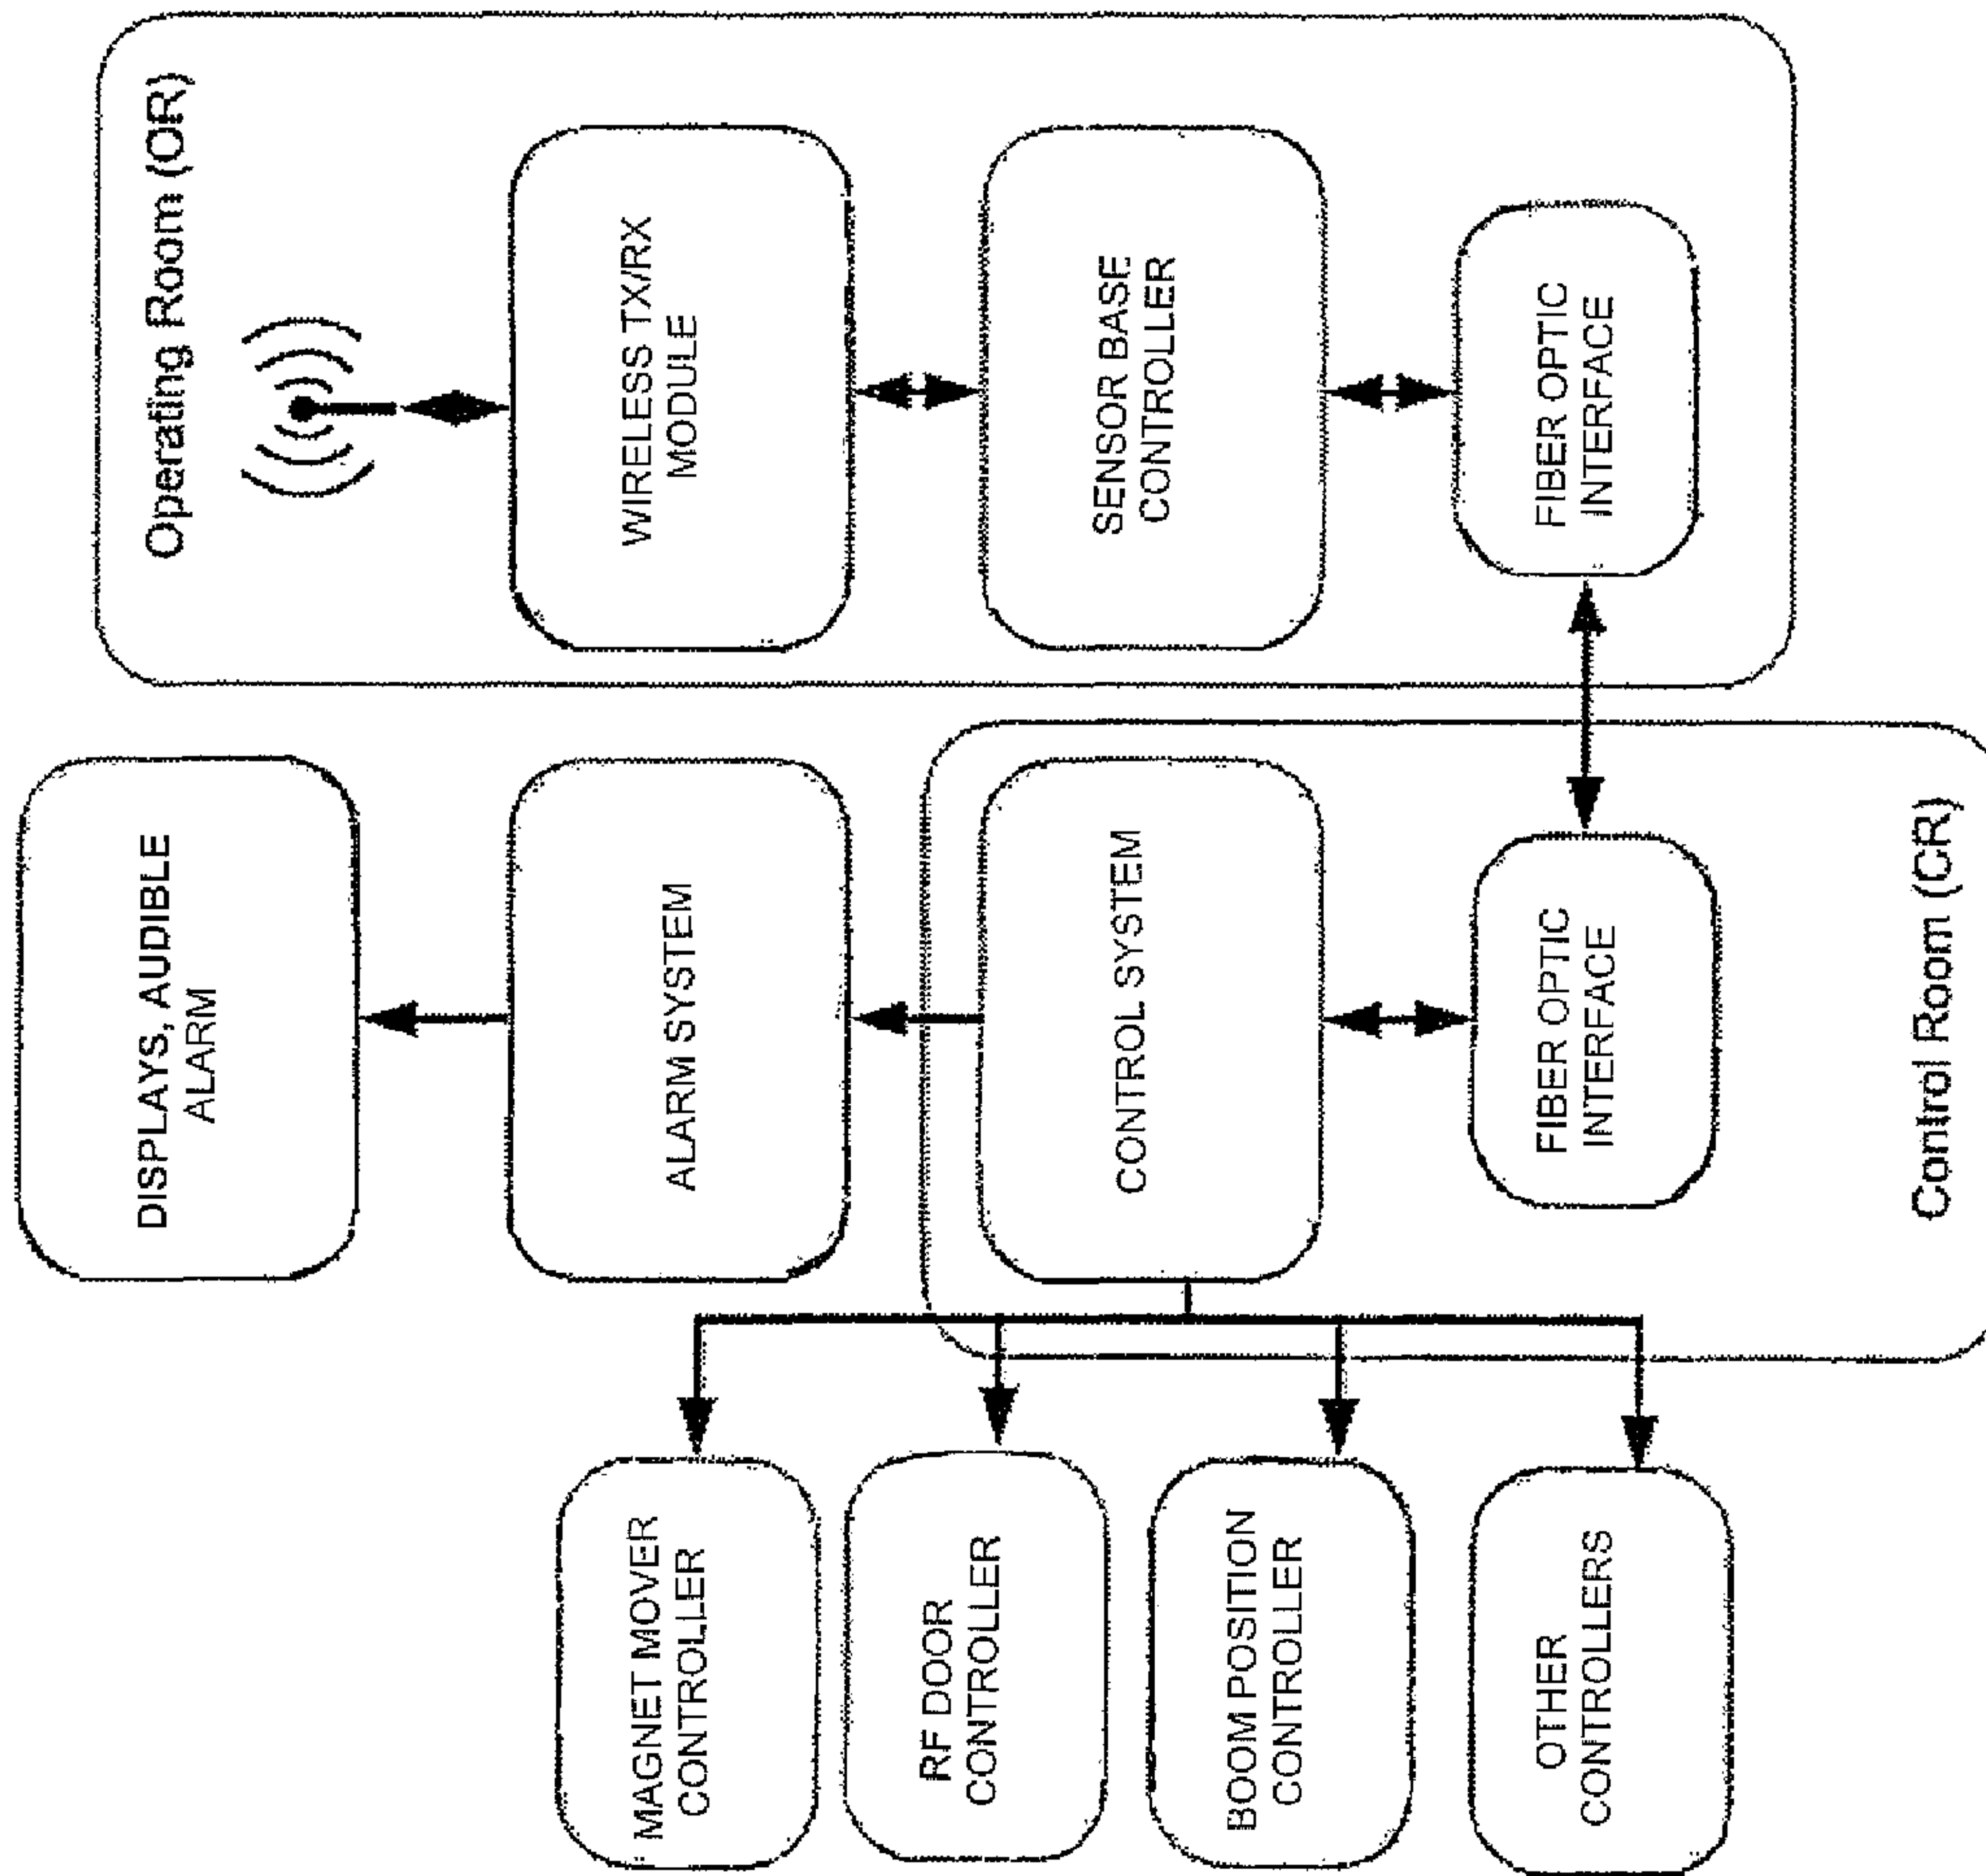 Operating Room (OR)
WIRELESS TX/RX
MODULE
SENSOR BASE
CONTROLLER
FIBER OPTIC
INTERFACE
DISPLAYS, AUDIBLE
ALARM
ALARM SYSTEM
CONTROL SYSTEM
FIBER OPTIC
INTERFACE
Control Room (CR)
MAGNET MOVER
CONTROLLER
RF DOOR
CONTROLLER
BOOM POSITION
CONTROLLER
OTHER
CONTROLLERS